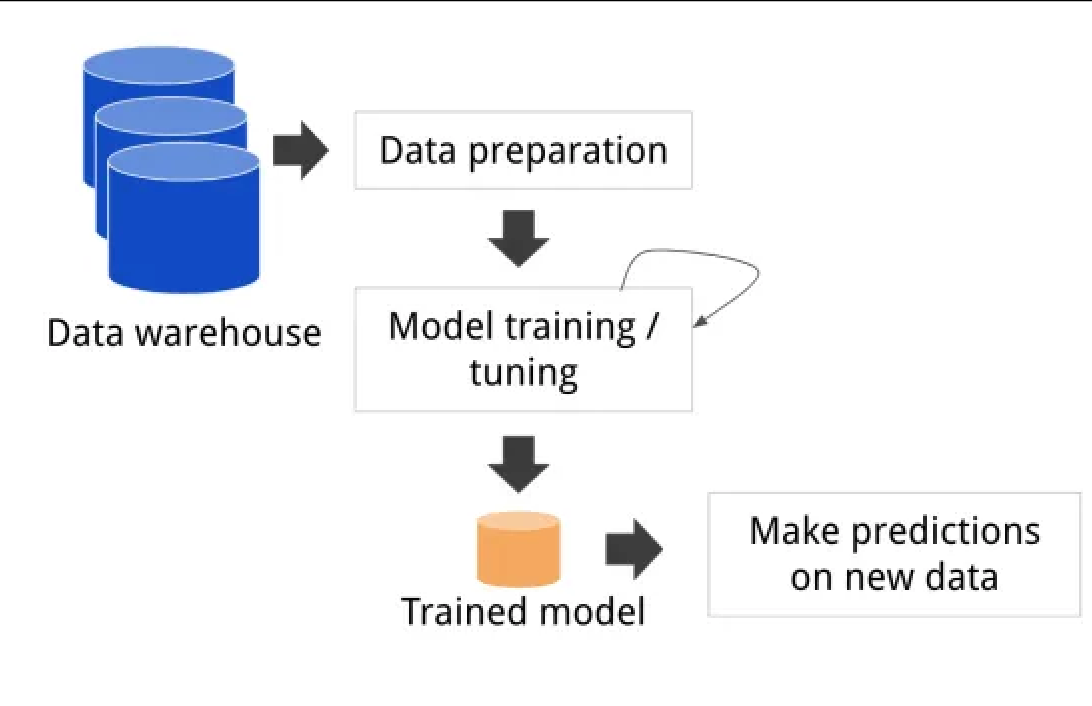 Data preparation
Data warehouse
Model training /
tuning
Make predictions
on new data
Trained model